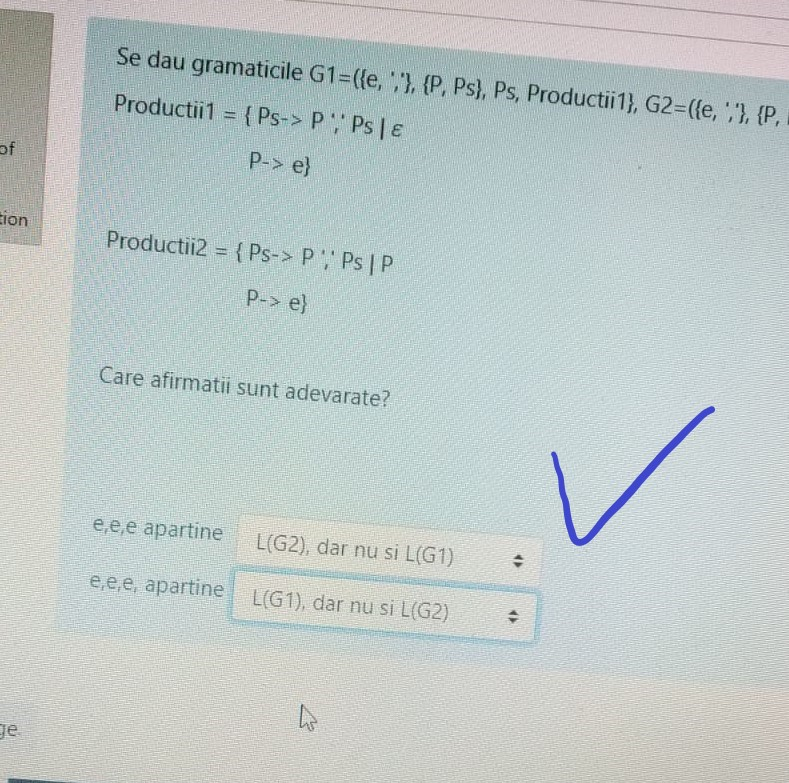 Se dau gramaticile G1=({e, ','}, {P, Ps}, Ps, Productii1}, G2=({e, ','}, {P,
of
Productii1 = { Ps-> P ',' Ps | ε
P-> e}
tion
Productii2 = { Ps-> P ',' Ps | P
P-> e}
Care afirmatii sunt adevarate?
e,e,e apartine L(G2), dar nu si L(G1)
e,e,e, apartine L(G1), dar nu si L(G2)
ge